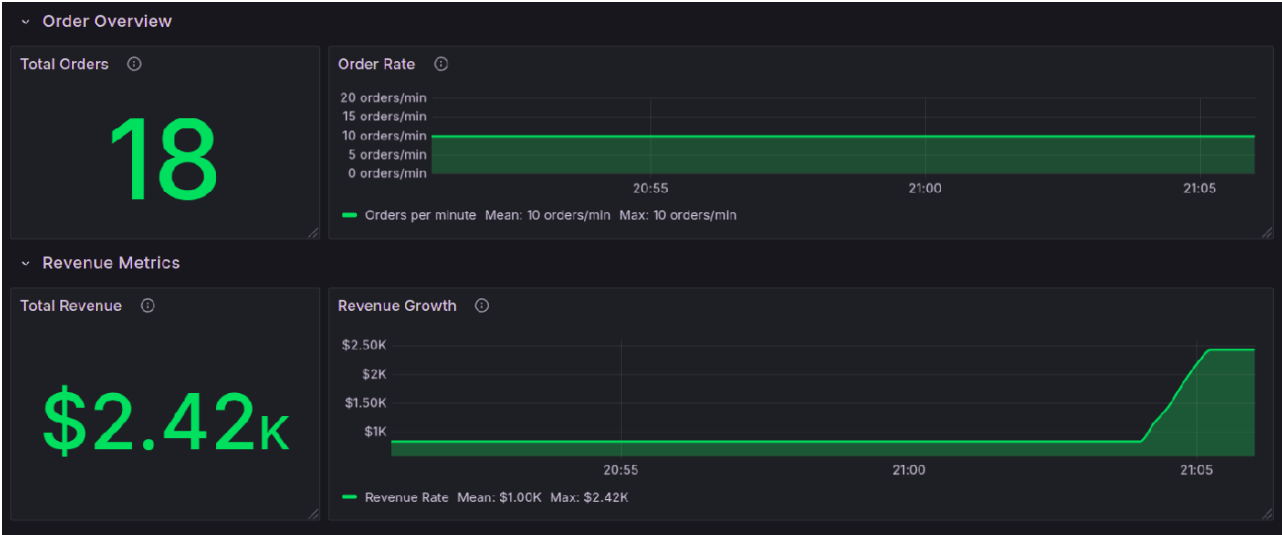 Order Overview
Total Orders
18
Order Rate
20 orders/min
15 orders/min
10 orders/min
5 orders/min
0 orders/min
20:55 21:00 21:05
Orders per minute Mean: 10 orders/min Max: 10 orders/min
Revenue Metrics
Total Revenue
$2.42K
Revenue Growth
$2.50K
$2K
$1.50K
$1K
20:55 21:00 21:05
Revenue Rate Mean: $1.00K Max: $2.42K